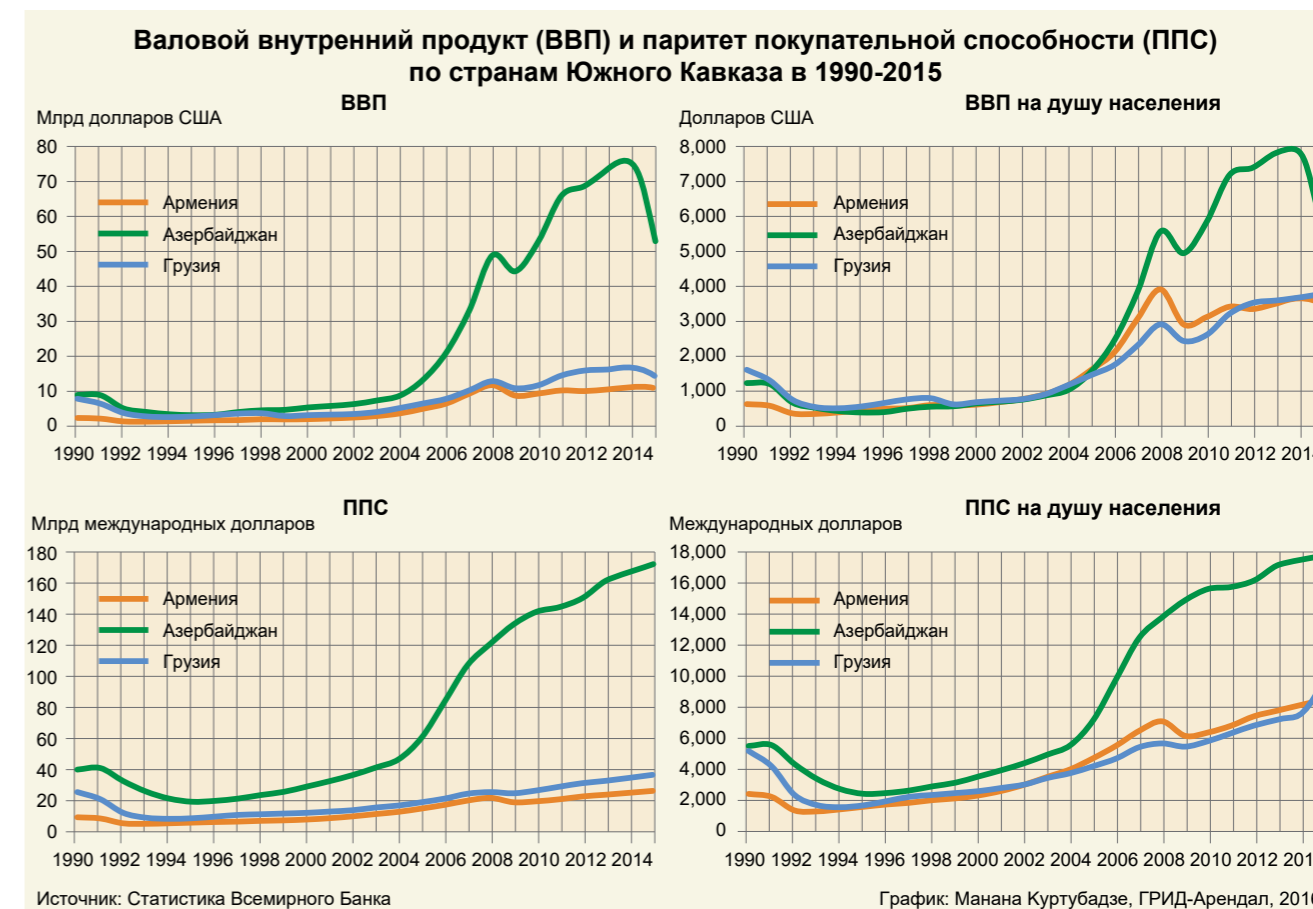 Валовой внутренний продукт (ВВП) и паритет покупательной способности (ППС)
по странам Южного Кавказа в 1990-2015
ВВП
Млрд долларов США
80
70
60
50
40
30
20
10
0
Армения
Азербайджан
Грузия
1990 1992 1994 1996 1998 2000 2002 2004 2006 2008 2010 2012 2014
ВВП на душу населения
Долларов США
8,000
7,000
6,000
5,000
4,000
3,000
2,000
1,000
0
Армения
Азербайджан
Грузия
1990 1992 1994 1996 1998 2000 2002 2004 2006 2008 2010 2012
ППС
Млрд международных долларов
180
160
140
120
100
80
60
40
20
0
Армения
Азербайджан
Грузия
1990 1992 1994 1996 1998 2000 2002 2004 2006 2008 2010 2012 2014
ППС на душу населения
Международных долларов
18,000
16,000
14,000
12,000
10,000
8,000
6,000
4,000
2,000
0
Армения
Азербайджан
Грузия
1990 1992 1994 1996 1998 2000 2002 2004 2006 2008 2010 2012
Источник: Статистика Всемирного Банка
График: Манана Куртубадзе, ГРИД-Арендал,